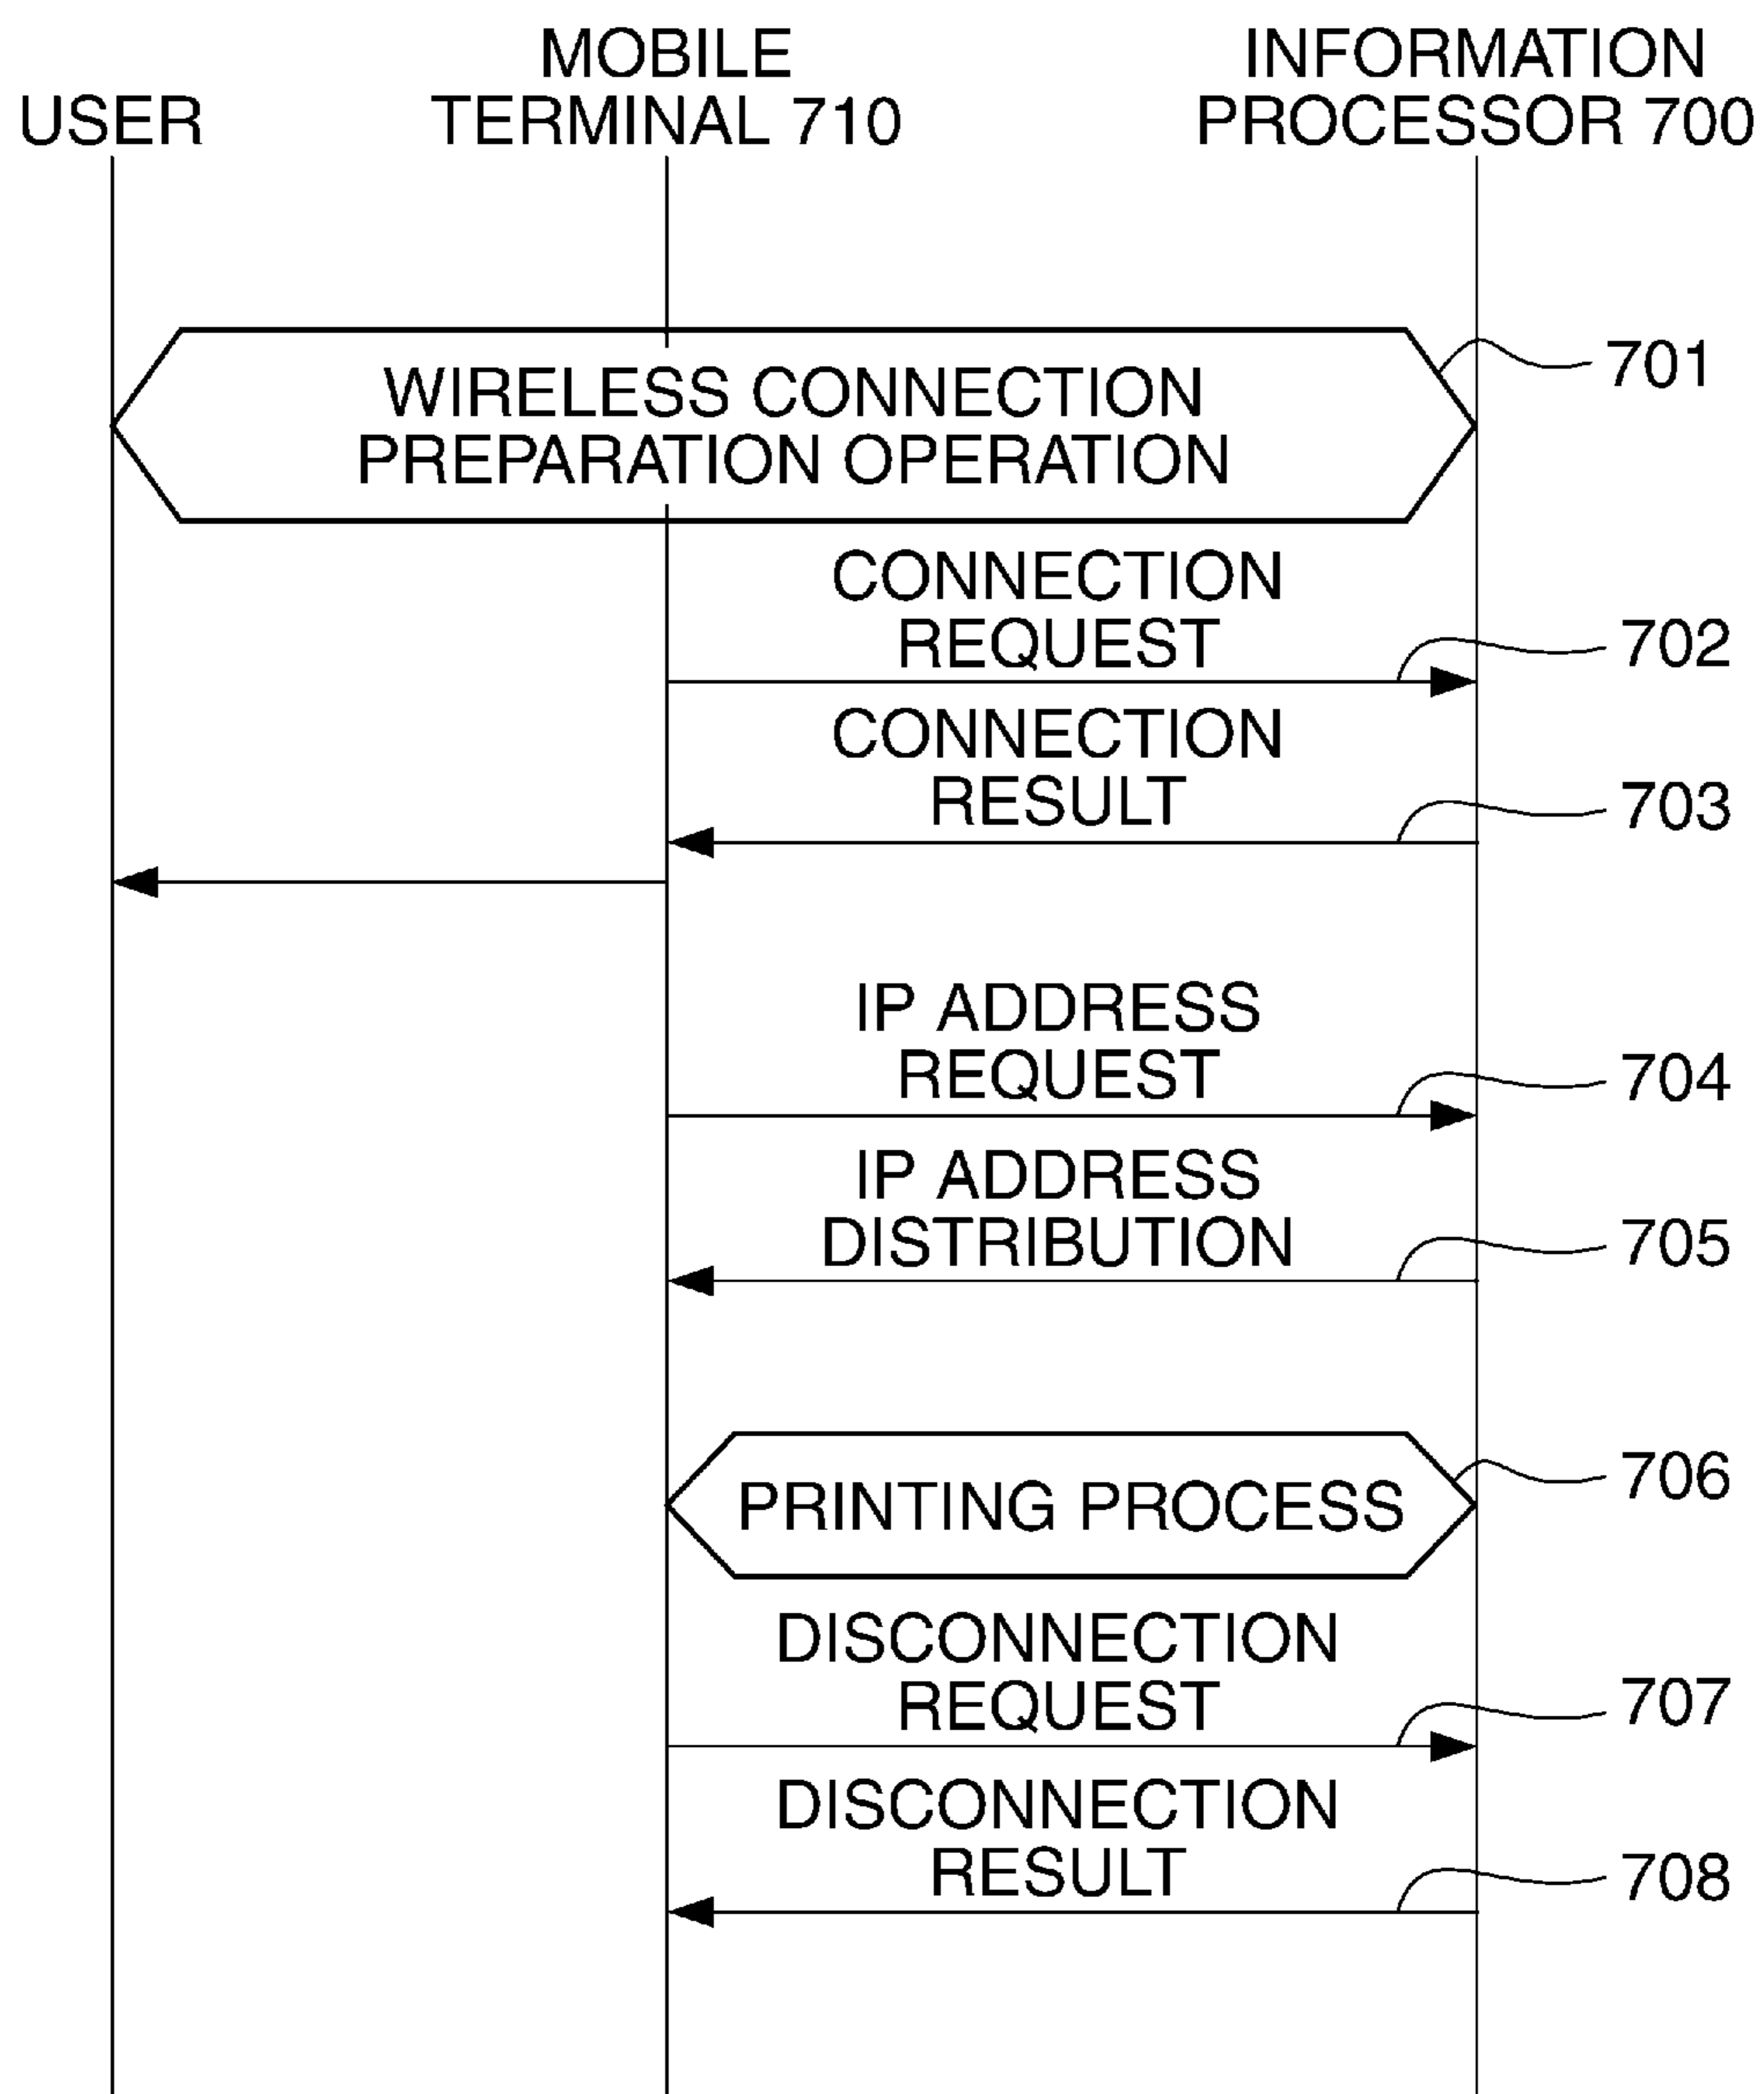 USER
MOBILE
TERMINAL 710
INFORMATION
PROCESSOR 700
WIRELESS CONNECTION
PREPARATION OPERATION
701
CONNECTION
REQUEST
702
CONNECTION
RESULT
703
IP ADDRESS
REQUEST
704
IP ADDRESS
DISTRIBUTION
705
PRINTING PROCESS
706
DISCONNECTION
REQUEST
707
DISCONNECTION
RESULT
708